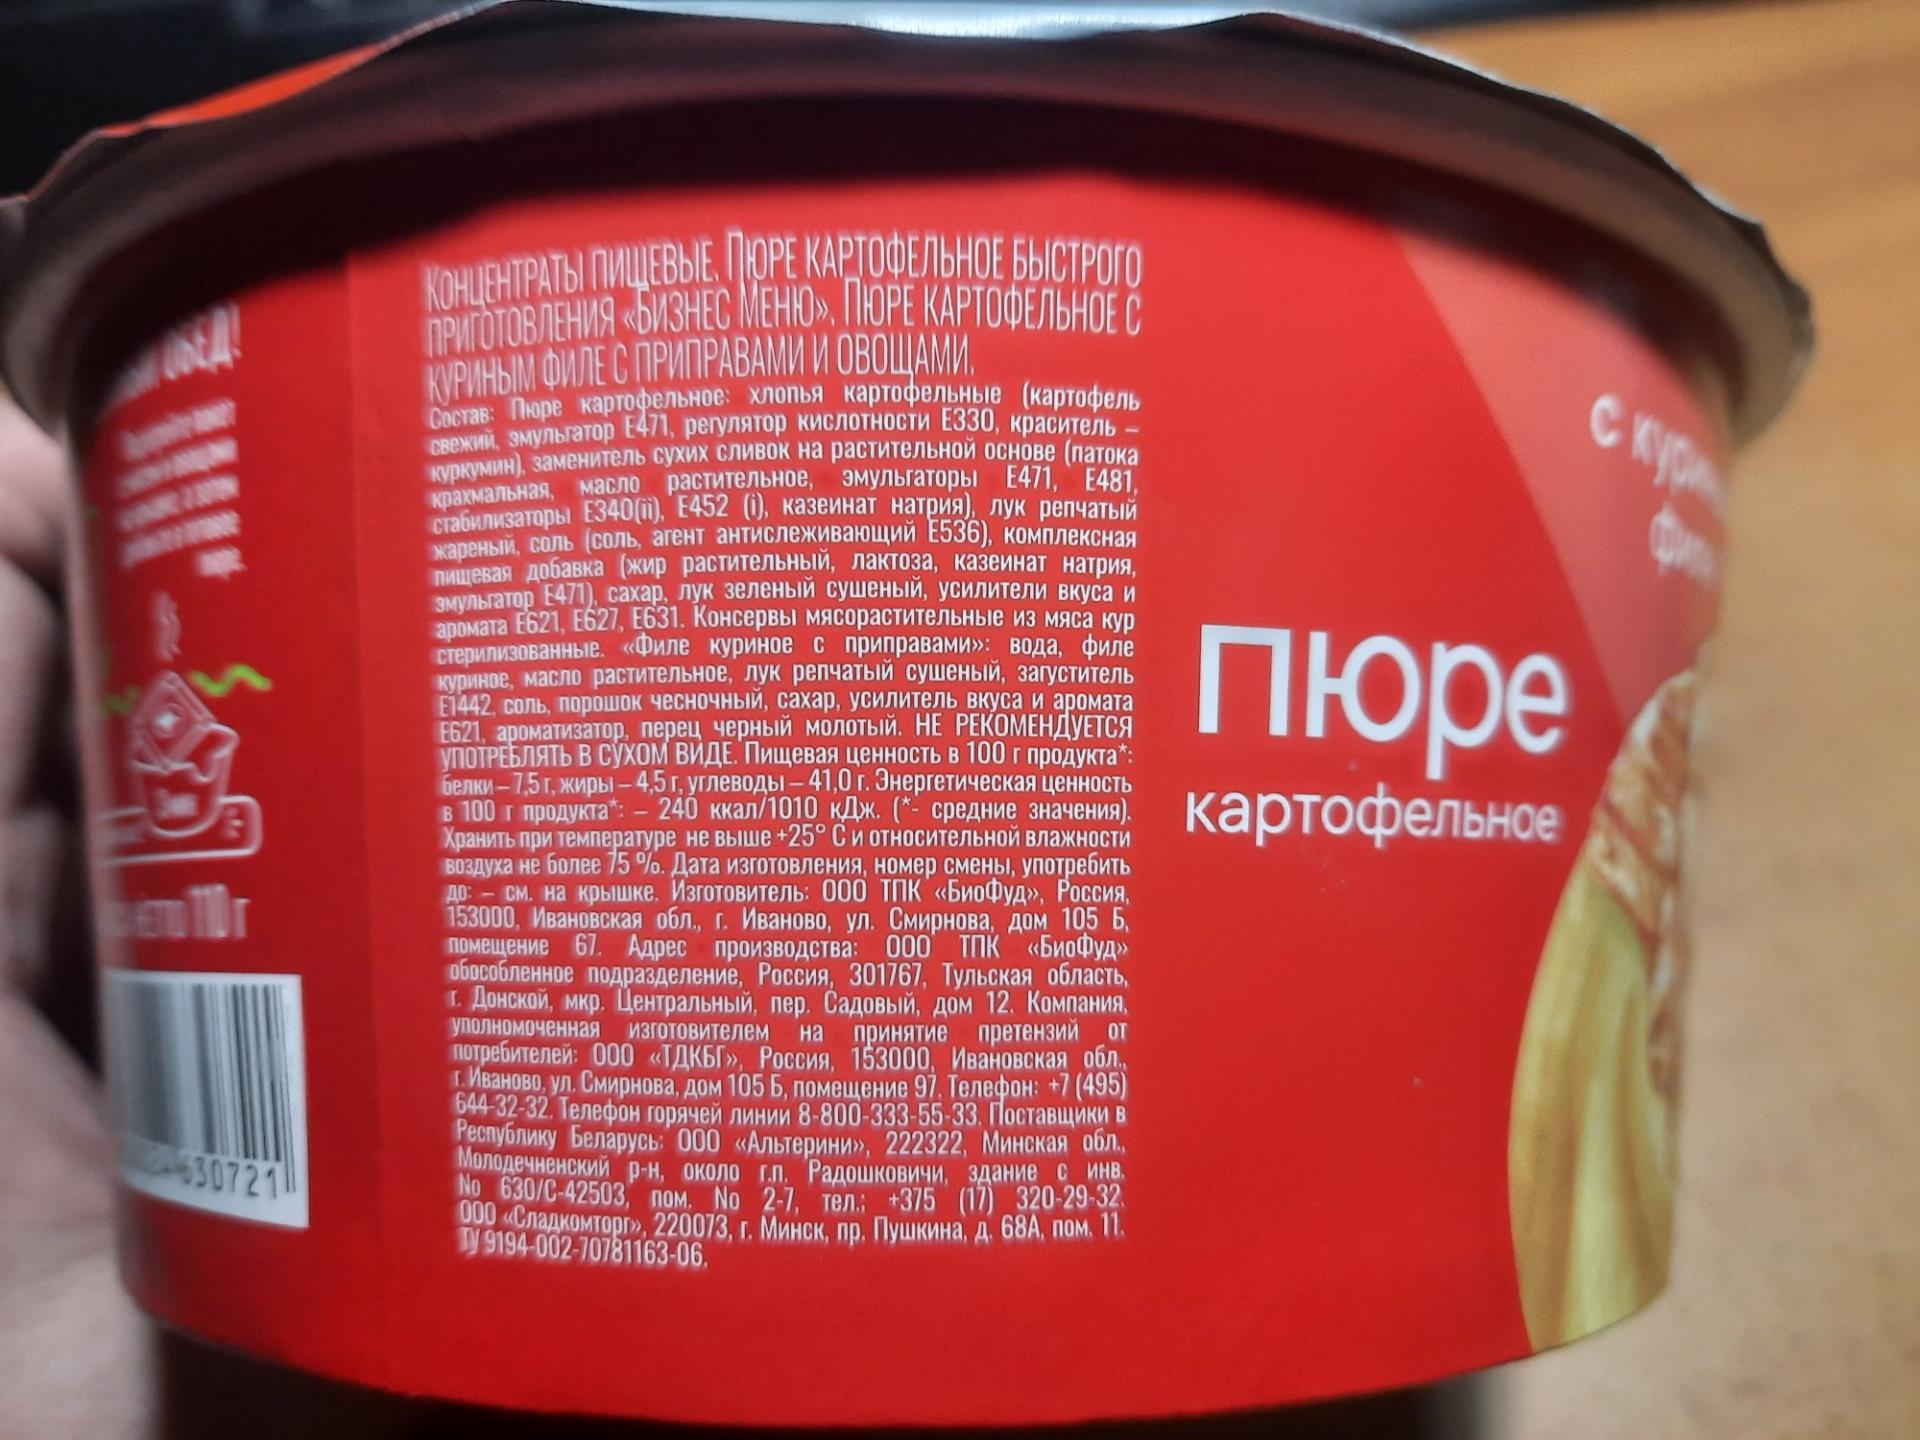 ОБЕД!
НЕТТО 110 г
630721
КОНЦЕНТРАТЫ ПИЩЕВЫЕ. ПЮРЕ КАРТОФЕЛЬНОЕ БЫСТРОГО
ПРИГОТОВЛЕНИЯ «БИЗНЕС МЕНЮ». ПЮРЕ КАРТОФЕЛЬНОЕ С
КУРИНЫМ ФИЛЕ С ПРИПРАВАМИ И ОВОЩАМИ.
Состав: Пюре картофельное: хлопья картофельные (картофель
свежий, эмульгатор Е471, регулятор кислотности Е330, краситель –
куркумин), заменитель сухих сливок на растительной основе (патока
крахмальная, масло растительное, эмульгаторы Е471, Е481,
стабилизаторы Е340(ii), Е452 (i), казеинат натрия), лук репчатый
жареный, соль (соль, агент антислеживающий Е536), комплексная
пищевая добавка (жир растительный, лактоза, казеинат натрия,
эмульгатор Е471), сахар, лук зеленый сушеный, усилители вкуса и
аромата Е621, Е627, Е631. Консервы мясорастительные из мяса кур
стерилизованные. «Филе куриное с приправами»: вода, филе
куриное, масло растительное, лук репчатый сушеный, загуститель
Е1442, соль, порошок чесночный, сахар, усилитель вкуса и аромата
Е621, ароматизатор, перец черный молотый. НЕ РЕКОМЕНДУЕТСЯ
УПОТРЕБЛЯТЬ В СУХОМ ВИДЕ. Пищевая ценность в 100 г продукта*:
белки – 7,5 г, жиры – 4,5 г, углеводы – 41,0 г. Энергетическая ценность
в 100 г продукта*: – 240 ккал/1010 кДж. (*- средние значения).
Хранить при температуре не выше +25° С и относительной влажности
воздуха не более 75 %. Дата изготовления, номер смены, употребить
до: – см. на крышке. Изготовитель: ООО ТПК «БиоФуд», Россия,
153000, Ивановская обл., г. Иваново, ул. Смирнова, дом 105 Б,
помещение 67. Адрес производства: ООО ТПК «БиоФуд»
обособленное подразделение, Россия, 301767, Тульская область,
г. Донской, мкр. Центральный, пер. Садовый, дом 12. Компания,
уполномоченная изготовителем на принятие претензий от
потребителей: ООО «ТДКБГ», Россия, 153000, Ивановская обл.,
г. Иваново, ул. Смирнова, дом 105 Б, помещение 97. Телефон: +7 (495)
644-32-32. Телефон горячей линии 8-800-333-55-33. Поставщики в
Республику Беларусь: ООО «Альтерини», 222322, Минская обл.,
Молодечненский р-н, около г.п. Радошковичи, здание с инв.
No 630/С-42503, пом. No 2-7, тел.: +375 (17) 320-29-32.
ООО «Сладкомторг», 220073, г. Минск, пр. Пушкина, д. 68А, пом. 11.
ТУ 9194-002-70781163-06.
пюре
картофельное
с